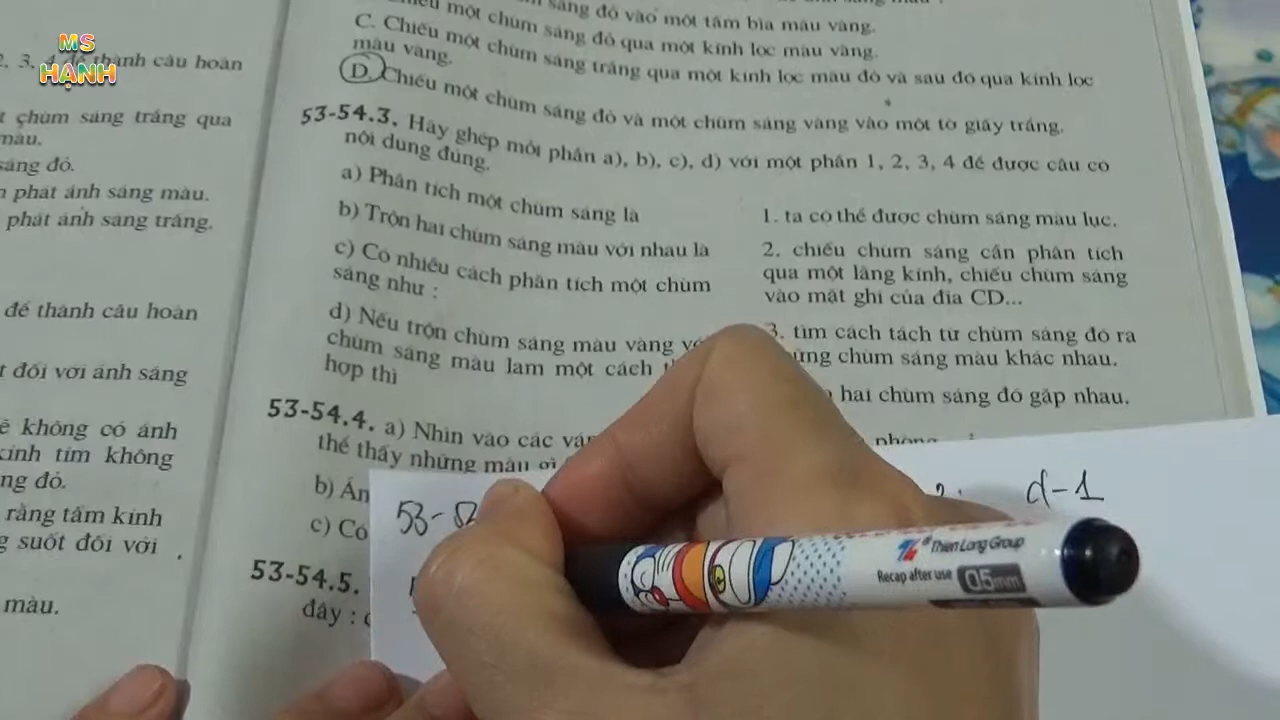 MS
HẠNH
2, 3, 4 để thành câu hoàn
chùm sáng trắng qua
màu.
sáng đỏ.
phát ánh sáng màu.
phát ánh sáng trắng.
để thành câu hoàn
đối với ánh sáng
không có ánh
kính tím không
ng đỏ.
rằng tấm kính
suốt đối với
màu.
sáng đỏ vào một tấm bìa màu vàng.
một chùm sáng đỏ qua một kính lọc màu vàng.
C. Chiếu một chùm sáng trắng qua một kính lọc màu đỏ và sau đó qua kính lọc
màu vàng.
D. Chiếu một chùm sáng đỏ và một chùm sáng vàng vào một tờ giấy trắng.
53-54.3. Hãy ghép mỗi phần a), b), c), d) với một phần 1, 2, 3, 4 để được câu có
nội dung đúng.
a) Phân tích một chùm sáng là
b) Trộn hai chùm sáng màu với nhau là
c) Có nhiều cách phân tích một chùm
sáng như :
d) Nếu trộn chùm sáng màu vàng
chùm sáng màu lam một cách
hợp thì
1. ta có thể được chùm sáng màu lục.
2. chiếu chùm sáng cần phân tích
qua một lăng kính, chiếu chùm sáng
vào mặt ghi của đĩa CD...
3. tìm cách tách từ chùm sáng đó ra
những chùm sáng màu khác nhau.
hai chùm sáng đó gặp nhau.
53-54.4. a) Nhìn vào các
thể thấy những màu gì
b)
c) Có
53-54.5.
đây :
53-
d-1
Thien Long Group
Recap after use
0.5mm